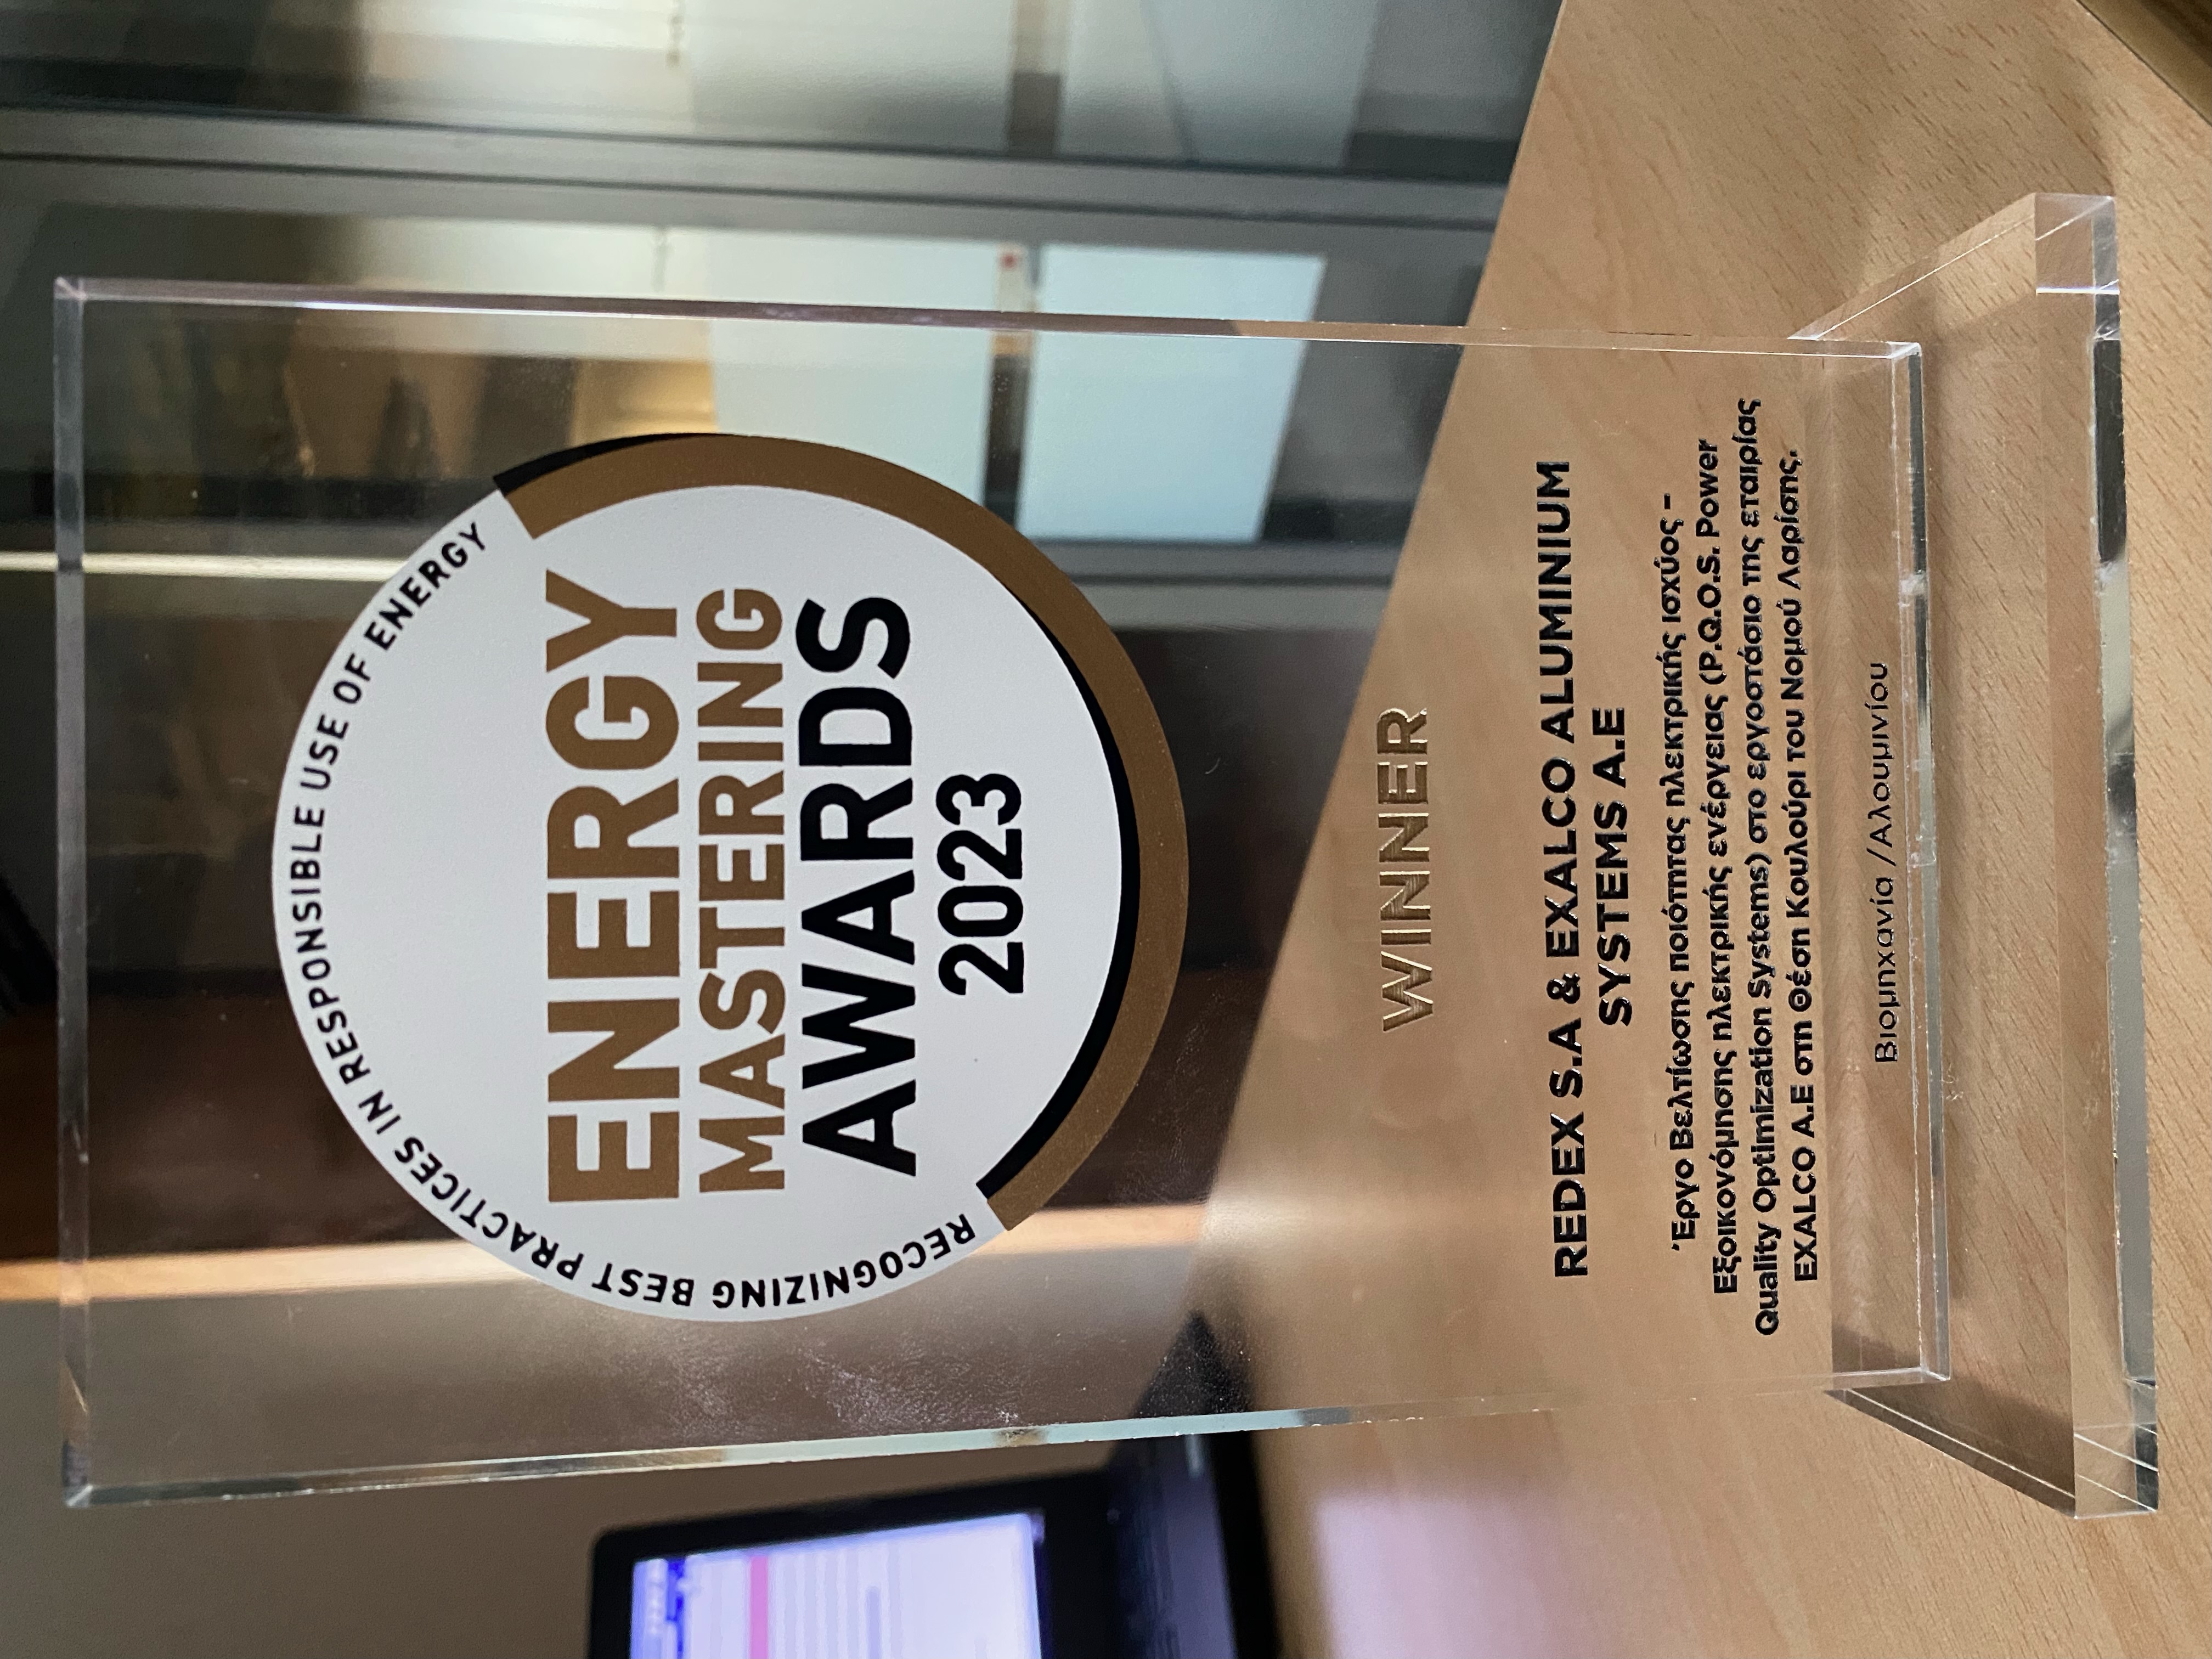 RECOGNIZING BEST PRACTICES IN RESPONSIBLE USE OF ENERGY
ENERGY
MASTERING
AWARDS
2023
WINNER
REDEX S.A & EXALCO ALUMINIUM
SYSTEMS A.E
Έργο Βελτίωσης ποιότητας ηλεκτρικής ισχύος –
Εξοικονόμησης ηλεκτρικής ενέργειας (P.Q.O.S. Power
Quality Optimization Systems) στο εργοστάσιο της εταιρίας
EXALCO Α.Ε στη Θέση Κουλούρι του Νομού Λαρίσης.
Βιομηχανία /Αλουμινίου